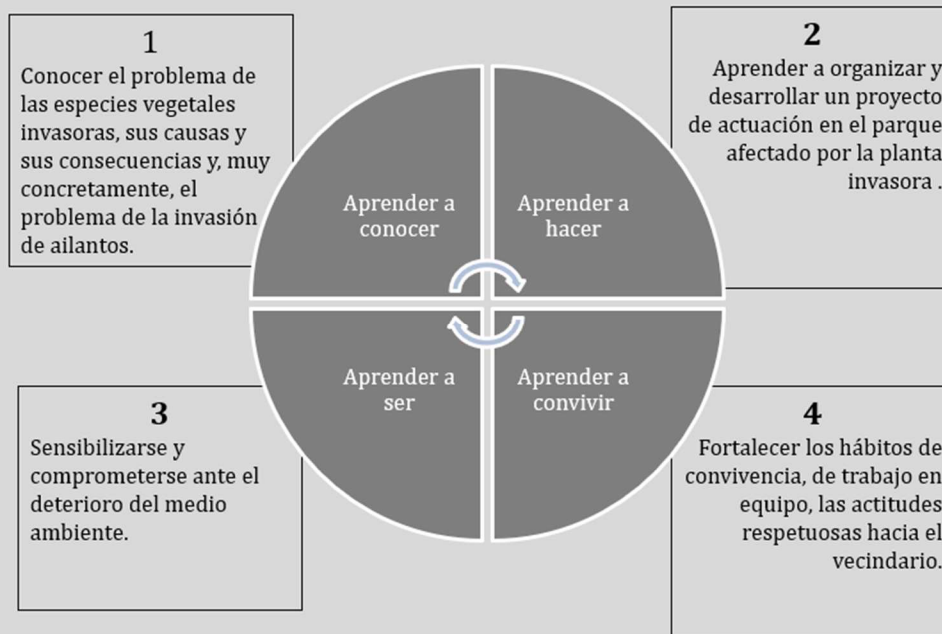 1
Conocer el problema de
las especies vegetales
invasoras, sus causas y
sus consecuencias y, muy
concretamente, el
problema de la invasión
de ailantos.
2
Aprender a organizar y
desarrollar un proyecto
de actuación en el parque
afectado por la planta
invasora .
Aprender a
conocer
Aprender a
hacer
Aprender a
ser
Aprender a
convivir
3
Sensibilizarse y
comprometerse ante el
deterioro del medio
ambiente.
4
Fortalecer los hábitos de
convivencia, de trabajo en
equipo, las actitudes
respetuosas hacia el
vecindario.